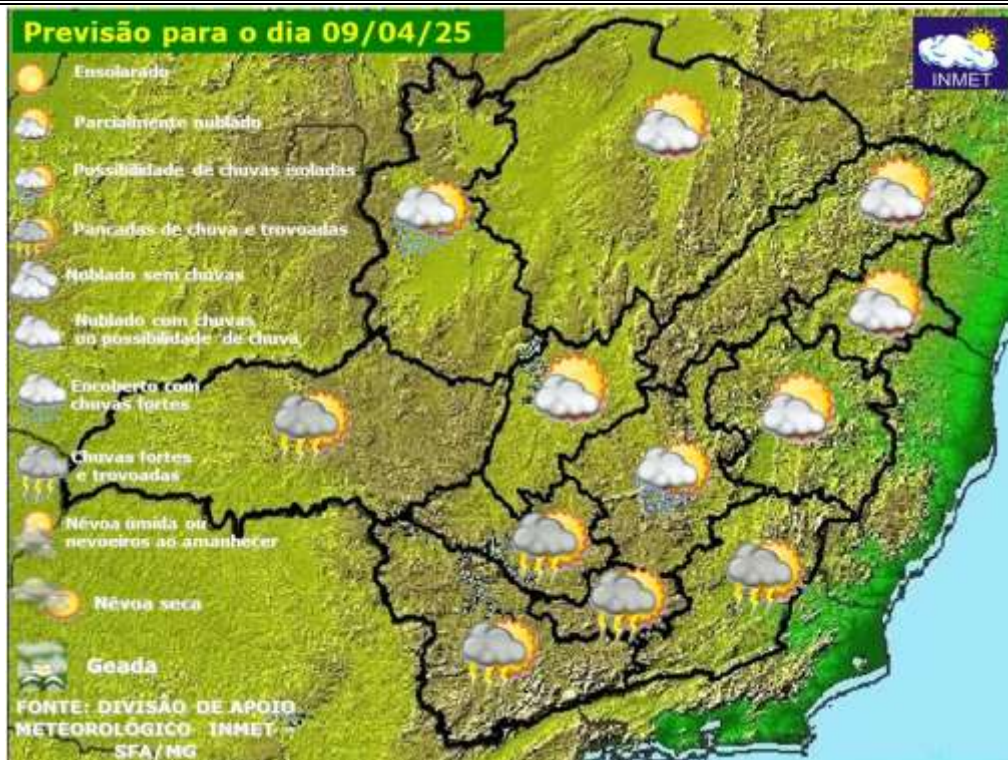 Previsão para o dia 09/04/25
INMET
Ensolarado
Parcialmente nublado
Possibilidade de chuvas isoladas
Pancadas de chuva e trovoadas
Nublado sem chuvas
Nublado com chuvas
ou possibilidade de chuva
Encoberto com
chuvas fortes
Chuvas fortes
e trovoadas
Névoa úmida ou
nevoeiros ao amanhecer
Névoa seca
Geada
FONTE: DIVISÃO DE APOIO
METEOROLÓGICO INMET -
SFA/MG